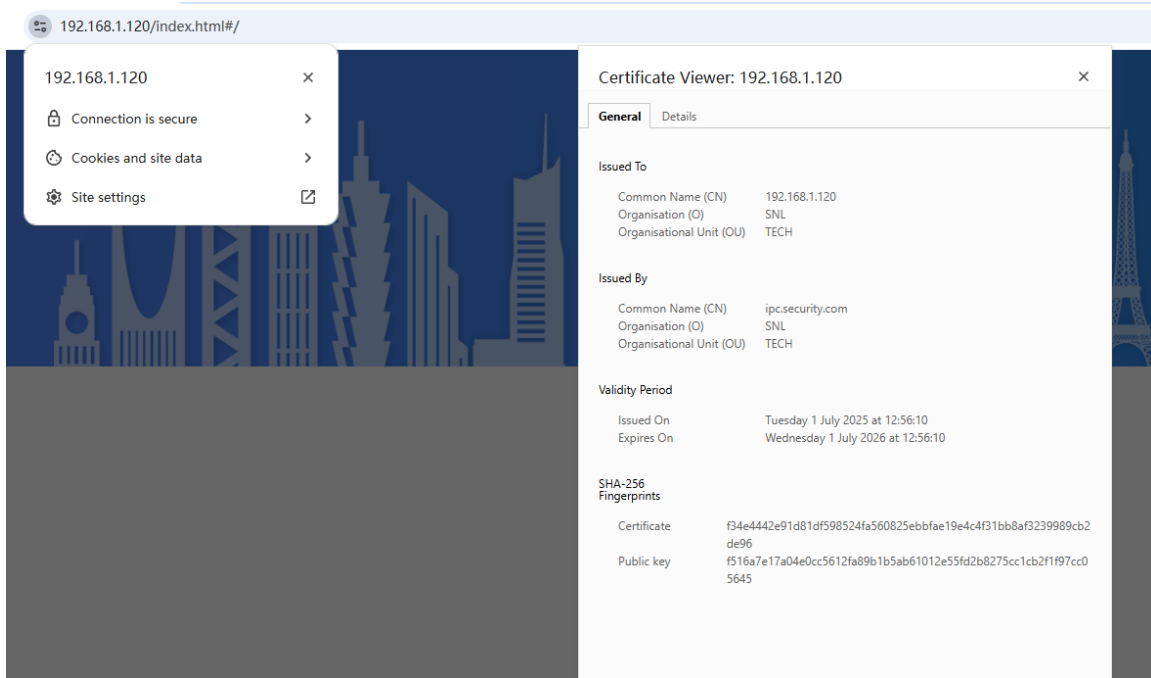 192.168.1.120/index.html#/
192.168.1.120
Connection is secure
Cookies and site data
Site settings
Certificate Viewer: 192.168.1.120
General Details
Issued To
Common Name (CN) 192.168.1.120
Organisation (O) SNL
Organisational Unit (OU) TECH
Issued By
Common Name (CN) ipc.security.com
Organisation (O) SNL
Organisational Unit (OU) TECH
Validity Period
Issued On Tuesday 1 July 2025 at 12:56:10
Expires On Wednesday 1 July 2026 at 12:56:10
SHA-256
Fingerprints
Certificate f34e4442e91d81df598524fa560825ebbfae19e4c4f31bb8af3239989cb2
de96
Public key f516a7e17a04e0cc5612fa89b1b5ab61012e55fd2b8275cc1cb2f1f97cc0
5645